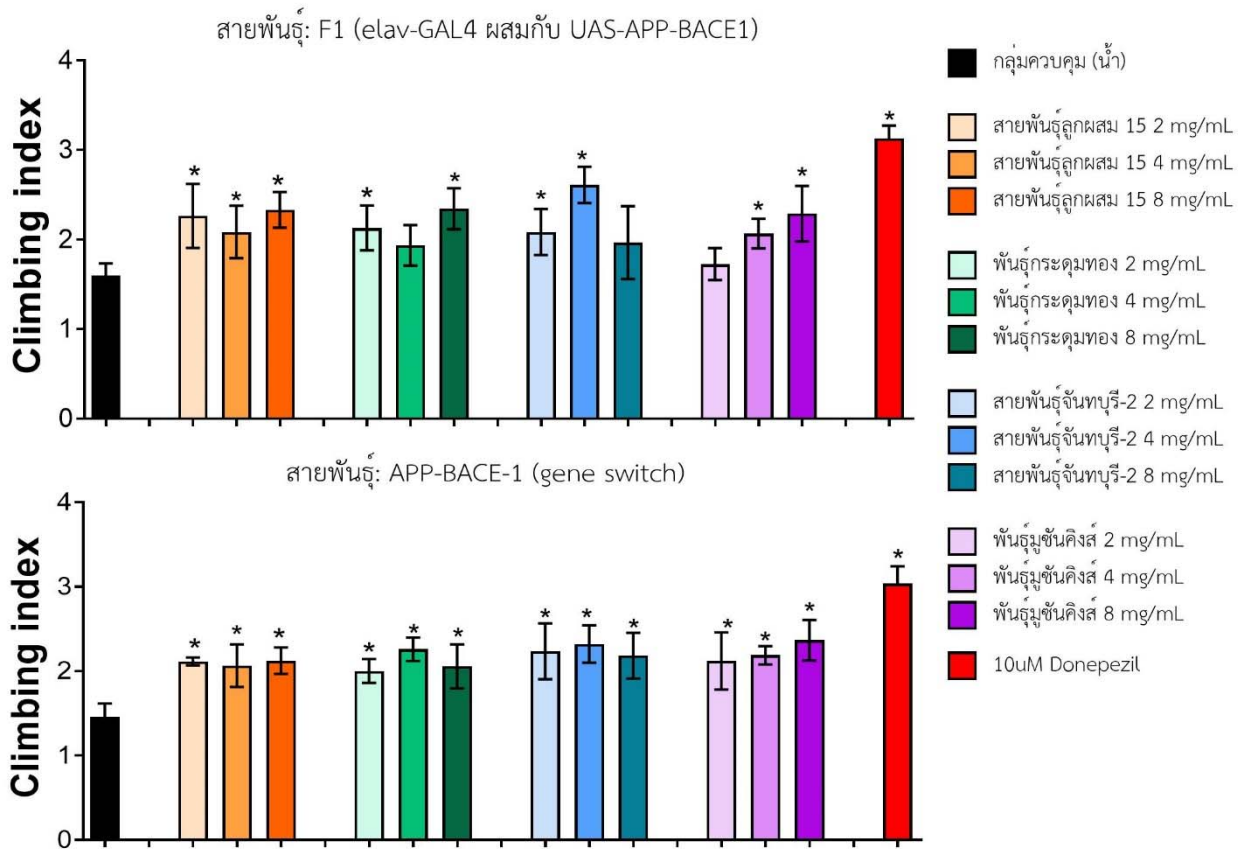 สายพันธุ์: F1 (elav-GAL4 ผสมกับ UAS-APP-BACE1)
Climbing index
4
3
2
1
0
* * * * * * * * * *
สายพันธุ์: APP-BACE-1 (gene switch)
Climbing index
4
3
2
1
0
* * * * * * * * * * * * *
กลุ่มควบคุม (น้ำ)
สายพันธุ์ลูกผสม 15 2 mg/mL
สายพันธุ์ลูกผสม 15 4 mg/mL
สายพันธุ์ลูกผสม 15 8 mg/mL
พันธุ์กระดุมทอง 2 mg/mL
พันธุ์กระดุมทอง 4 mg/mL
พันธุ์กระดุมทอง 8 mg/mL
สายพันธุ์จันทบุรี-2 2 mg/mL
สายพันธุ์จันทบุรี-2 4 mg/mL
สายพันธุ์จันทบุรี-2 8 mg/mL
พันธุ์มูซันคิงส์ 2 mg/mL
พันธุ์มูซันคิงส์ 4 mg/mL
พันธุ์มูซันคิงส์ 8 mg/mL
10uM Donepezil